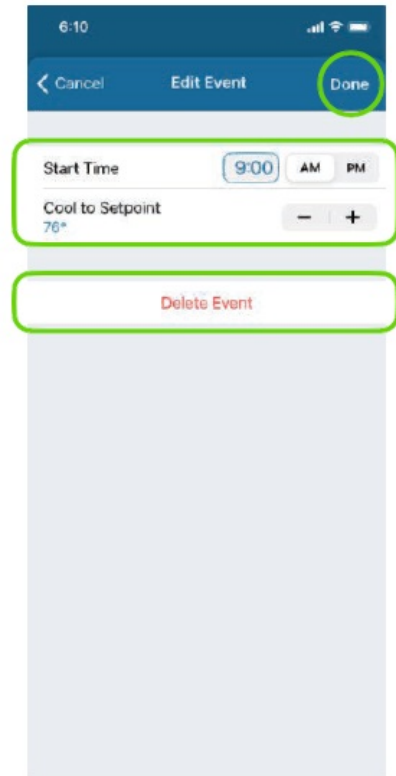 6:10
Cancel Edit Event Done
Start Time 9:00 AM PM
Cool to Setpoint
76°
Delete Event